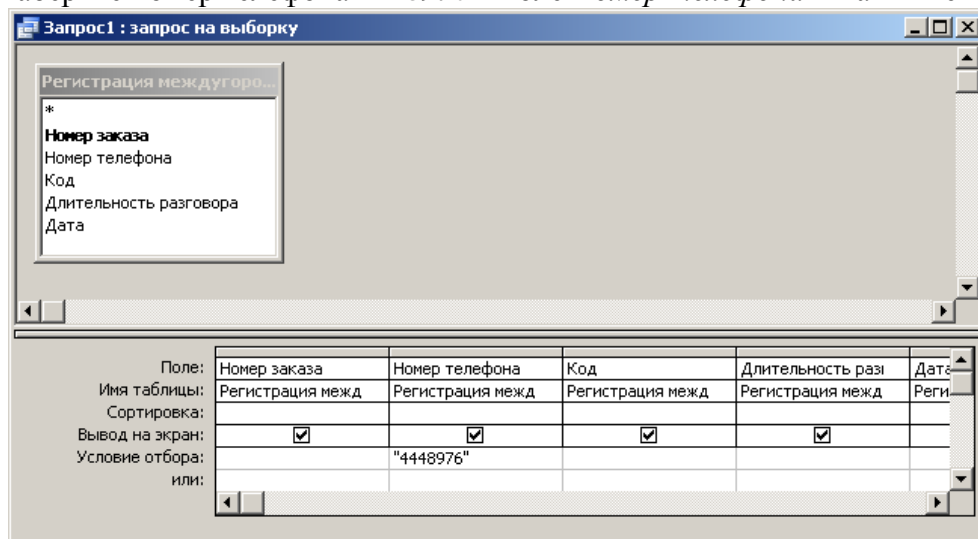 Запрос1 : запрос на выборку
Регистрация междугоро...
*
Номер заказа
Номер телефона
Код
Длительность разговора
Дата
Поле: Номер заказа Номер телефона Код Длительность разг Дата
Имя таблицы: Регистрация межд Регистрация межд Регистрация межд Регистрация межд Реги
Сортировка:
Вывод на экран:
Условие отбора: "4448976"
или: